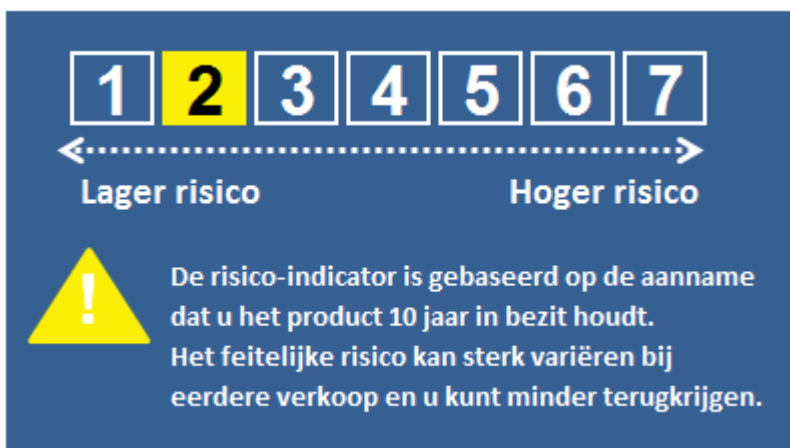 1 2 3 4 5 6 7
Lager risico Hoger risico
! De risico-indicator is gebaseerd op de aanname
dat u het product 10 jaar in bezit houdt.
Het feitelijke risico kan sterk variëren bij
eerdere verkoop en u kunt minder terugkrijgen.